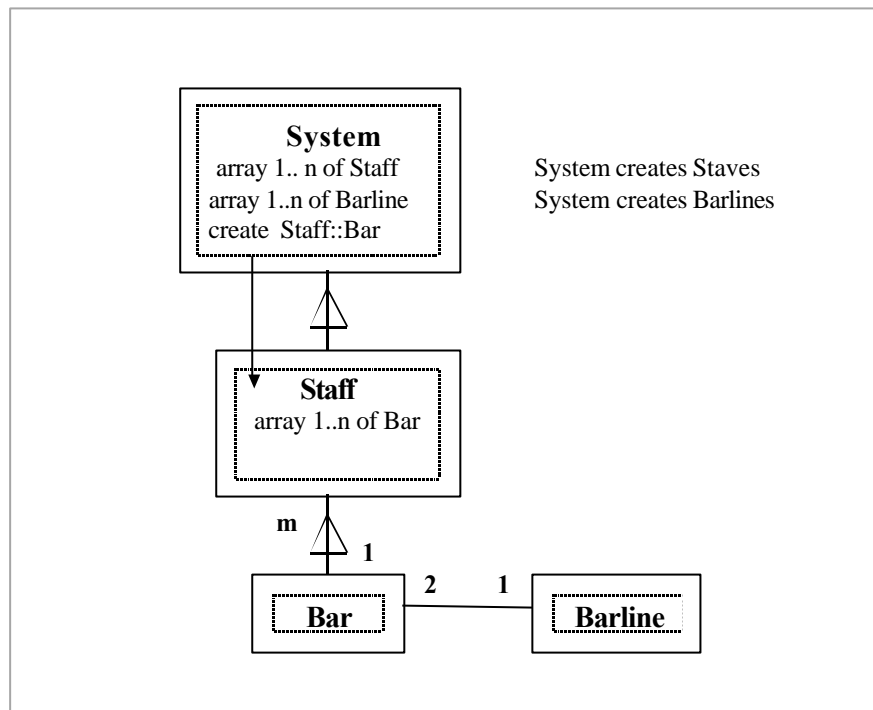 System
array 1.. n of Staff
array 1..n of Barline
create Staff::Bar
System creates Staves
System creates Barlines
Staff
array 1..n of Bar
m
1
Bar
2
1
Barline